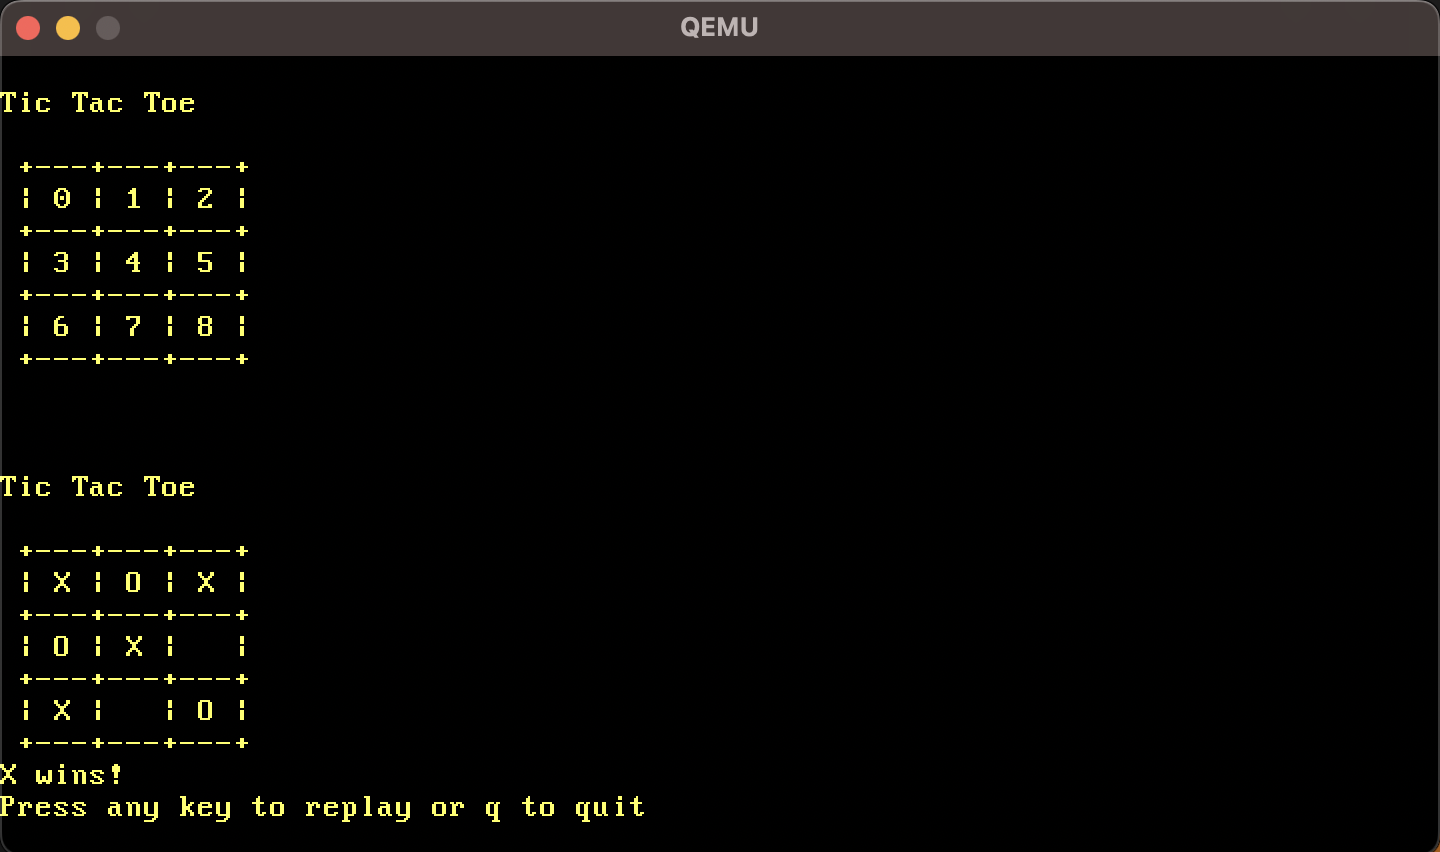 QEMU
Tic Tac Toe
+---+---+---+
| 0 | 1 | 2 |
+---+---+---+
| 3 | 4 | 5 |
+---+---+---+
| 6 | 7 | 8 |
+---+---+---+
Tic Tac Toe
+---+---+---+
| X | O | X |
+---+---+---+
| O | X |   |
+---+---+---+
| X |   | O |
+---+---+---+
X wins!
Press any key to replay or q to quit